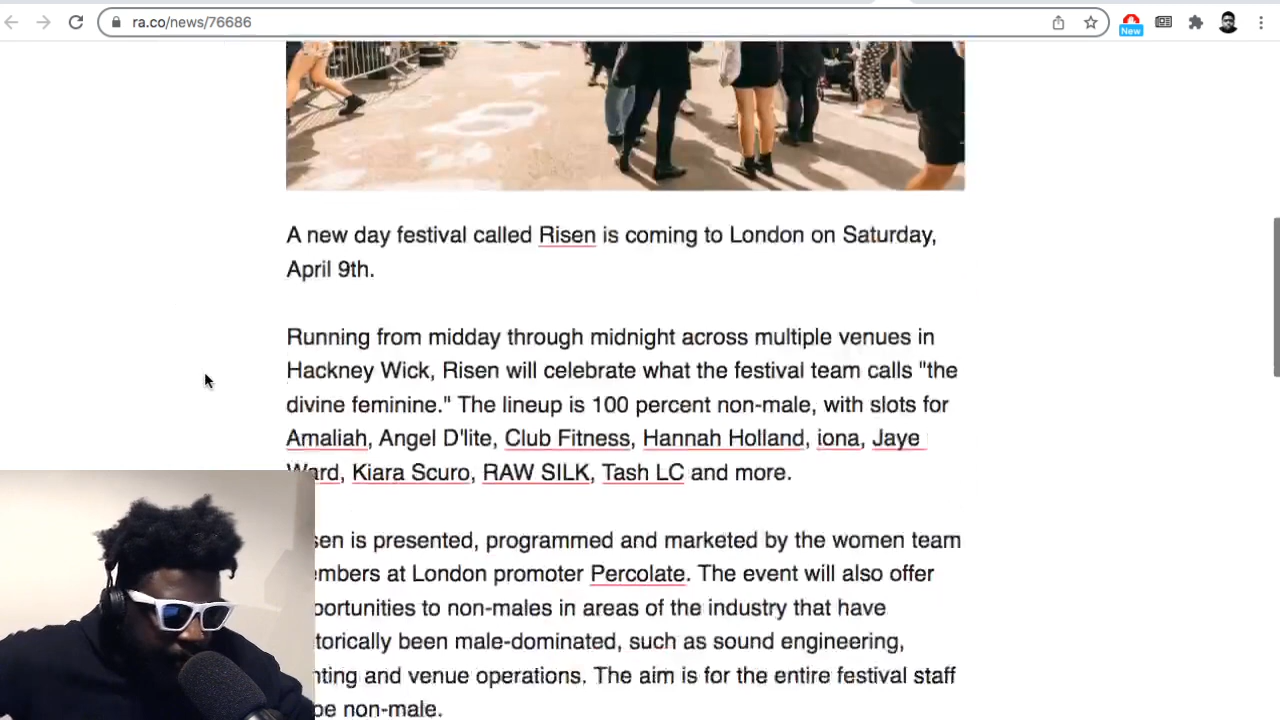 ra.co/news/76686
New
A new day festival called Risen is coming to London on Saturday,
April 9th.
Running from midday through midnight across multiple venues in
Hackney Wick, Risen will celebrate what the festival team calls "the
divine feminine." The lineup is 100 percent non-male, with slots for
Amaliah, Angel D'lite, Club Fitness, Hannah Holland, iona, Jaye
Ward, Kiara Scuro, RAW SILK, Tash LC and more.
sen is presented, programmed and marketed by the women team
mbers at London promoter Percolate. The event will also offer
portunities to non-males in areas of the industry that have
torically been male-dominated, such as sound engineering,
nting and venue operations. The aim is for the entire festival staff
be non-male.